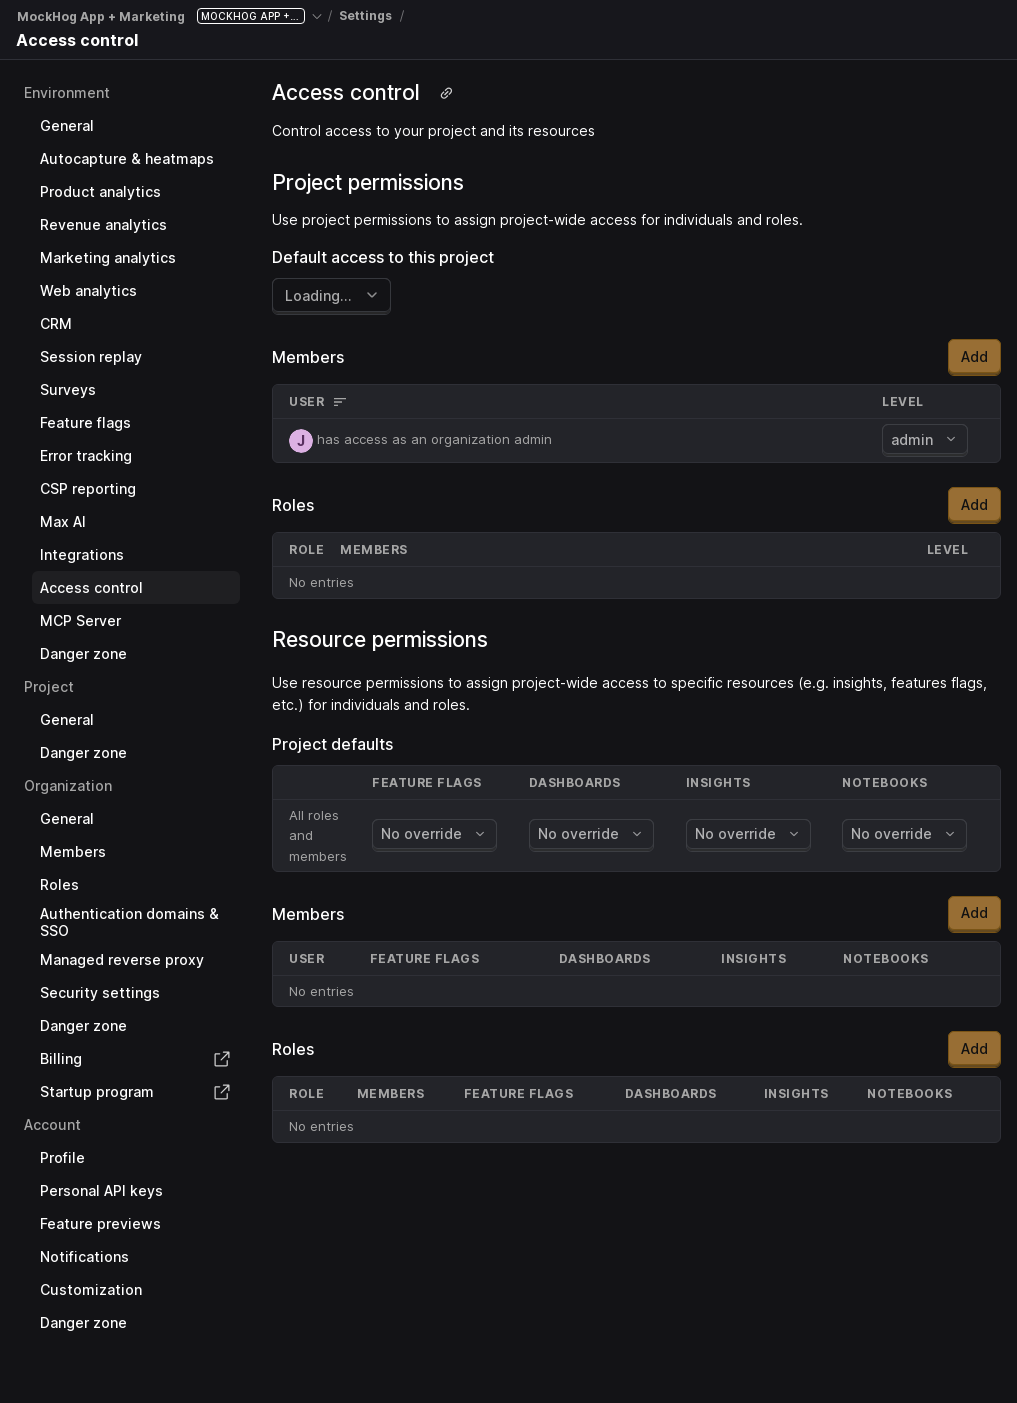 MockHog App + Marketing MOCKHOG APP +... / Settings /
Access control
Environment
General
Autocapture & heatmaps
Product analytics
Revenue analytics
Marketing analytics
Web analytics
CRM
Session replay
Surveys
Feature flags
Error tracking
CSP reporting
Max AI
Integrations
Access control
MCP Server
Danger zone
Project
General
Danger zone
Organization
General
Members
Roles
Authentication domains &
SSO
Managed reverse proxy
Security settings
Danger zone
Billing
Startup program
Account
Profile
Personal API keys
Feature previews
Notifications
Customization
Danger zone
Access control
Control access to your project and its resources
Project permissions
Use project permissions to assign project-wide access for individuals and roles.
Default access to this project
Loading...
Members Add
USER LEVEL
J has access as an organization admin admin
Roles Add
ROLE MEMBERS LEVEL
No entries
Resource permissions
Use resource permissions to assign project-wide access to specific resources (e.g. insights, features flags,
etc.) for individuals and roles.
Project defaults
FEATURE FLAGS DASHBOARDS INSIGHTS NOTEBOOKS
All roles
and
members
No override No override No override No override
Members Add
USER FEATURE FLAGS DASHBOARDS INSIGHTS NOTEBOOKS
No entries
Roles Add
ROLE MEMBERS FEATURE FLAGS DASHBOARDS INSIGHTS NOTEBOOKS
No entries